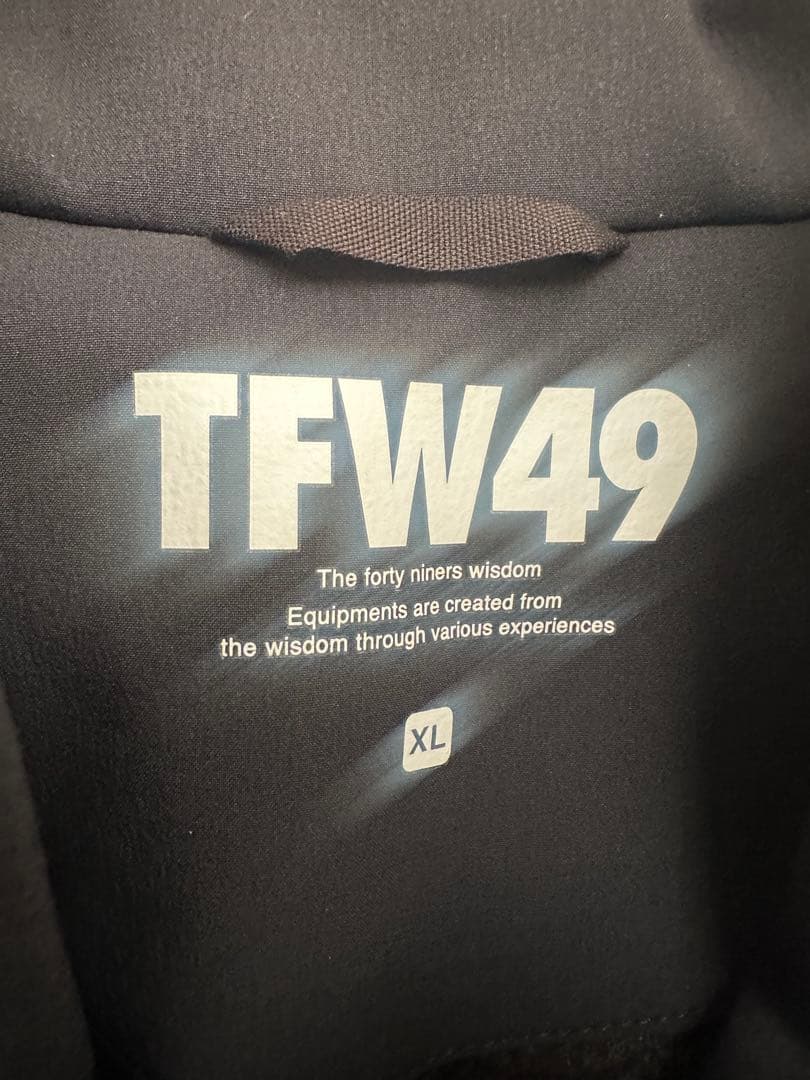 TFW49
The forty niners wisdom
Equipments are created from
the wisdom through various experiences
XL